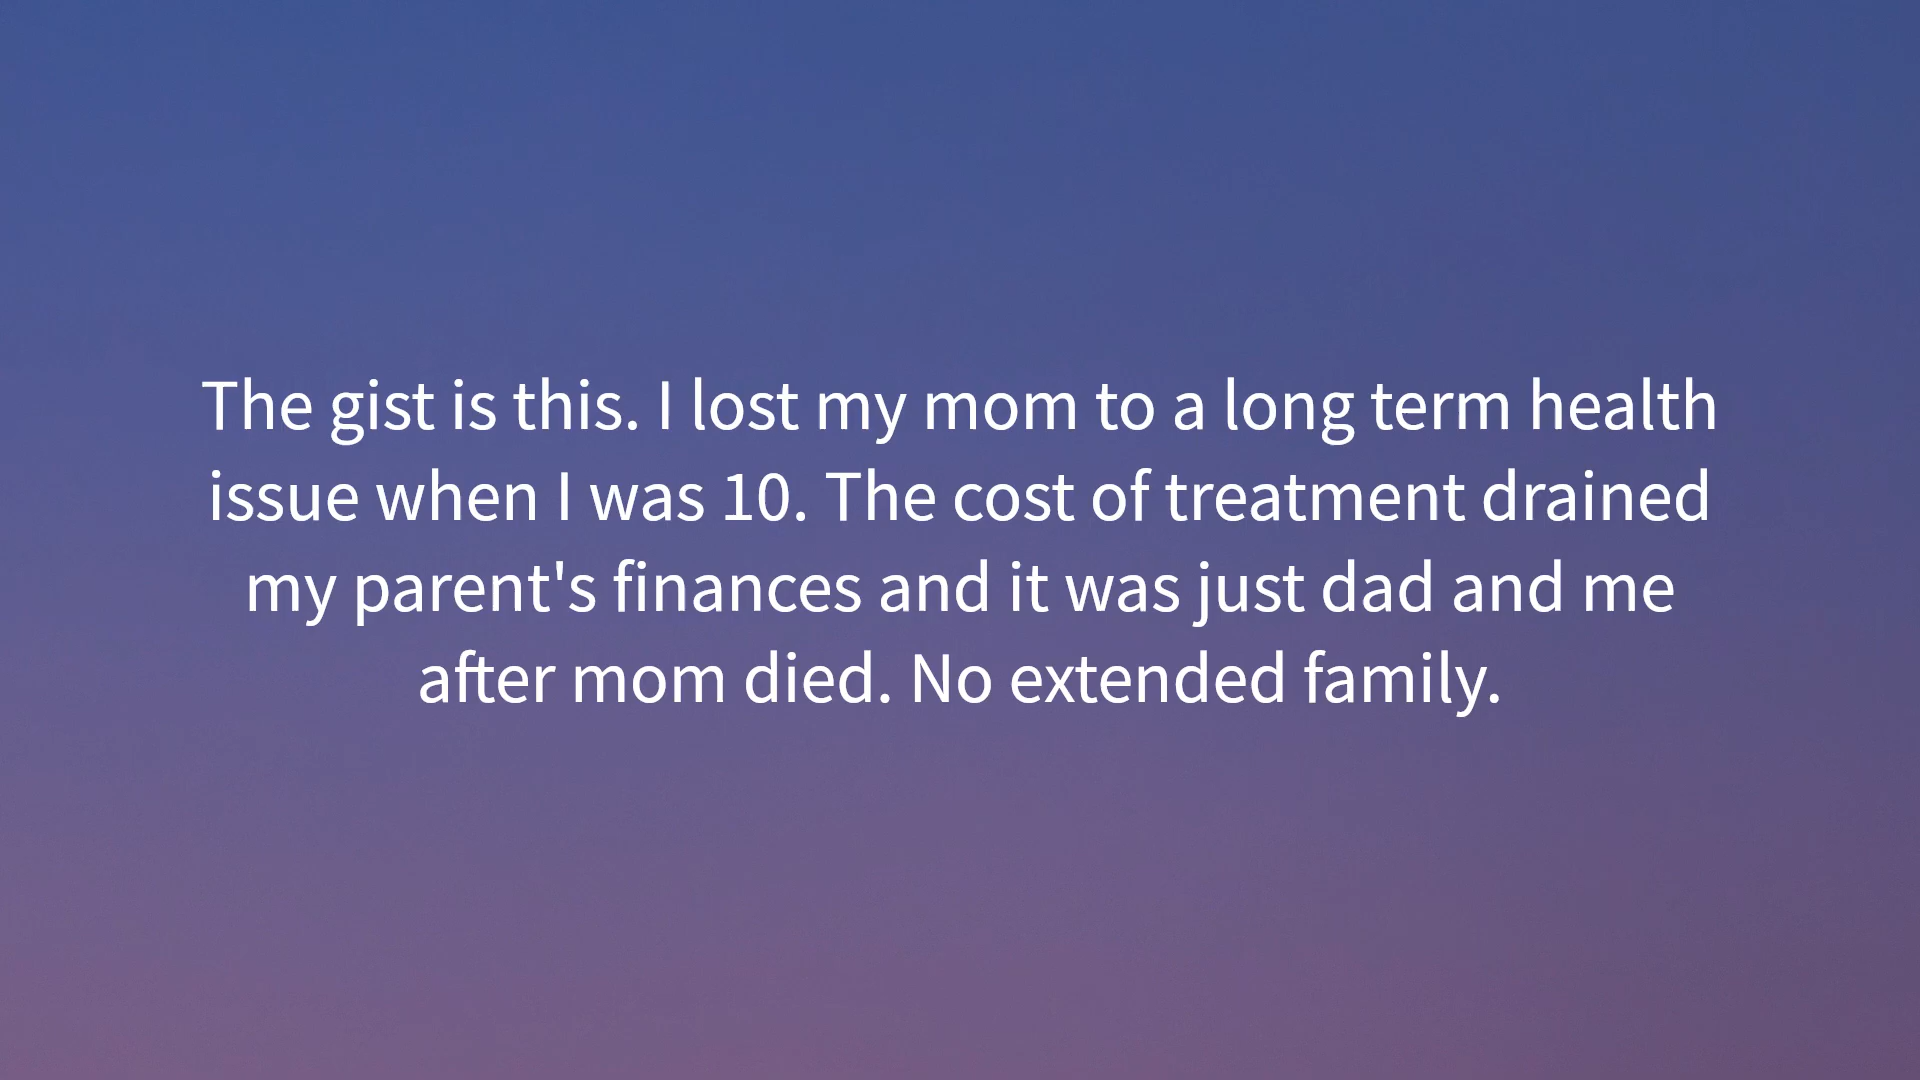 The gist is this. I lost my mom to a long term health
issue when I was 10. The cost of treatment drained
my parent's finances and it was just dad and me
after mom died. No extended family.